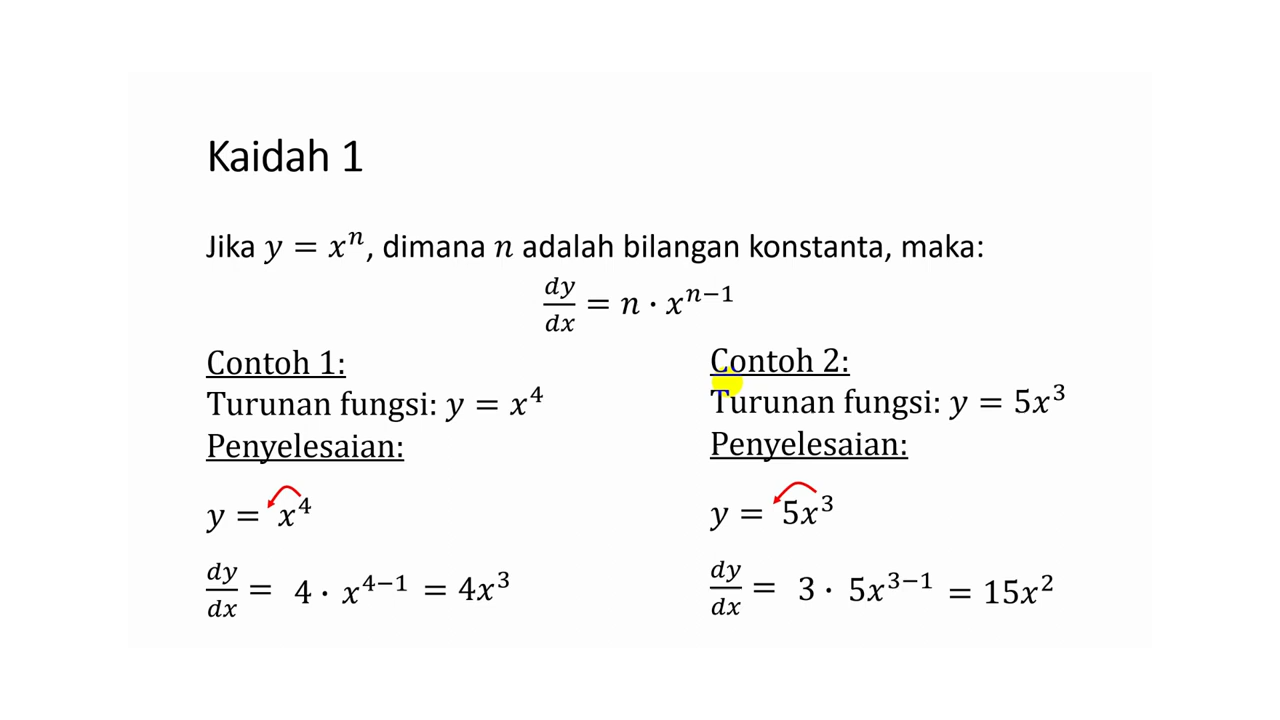 Kaidah 1
Jika y = xⁿ, dimana n adalah bilangan konstanta, maka:
dy/dx = n · xⁿ⁻¹
Contoh 1:
Turunan fungsi: y = x⁴
Penyelesaian:
y = x⁴
dy/dx = 4 · x⁴⁻¹ = 4x³
Contoh 2:
Turunan fungsi: y = 5x³
Penyelesaian:
y = 5x³
dy/dx = 3 · 5x³⁻¹ = 15x²